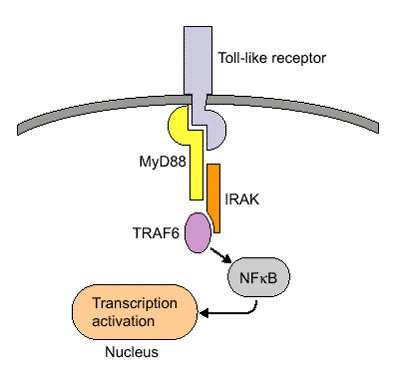 Toll-like receptor
MyD88
IRAK
TRAF6
NFκB
Transcription
activation
Nucleus